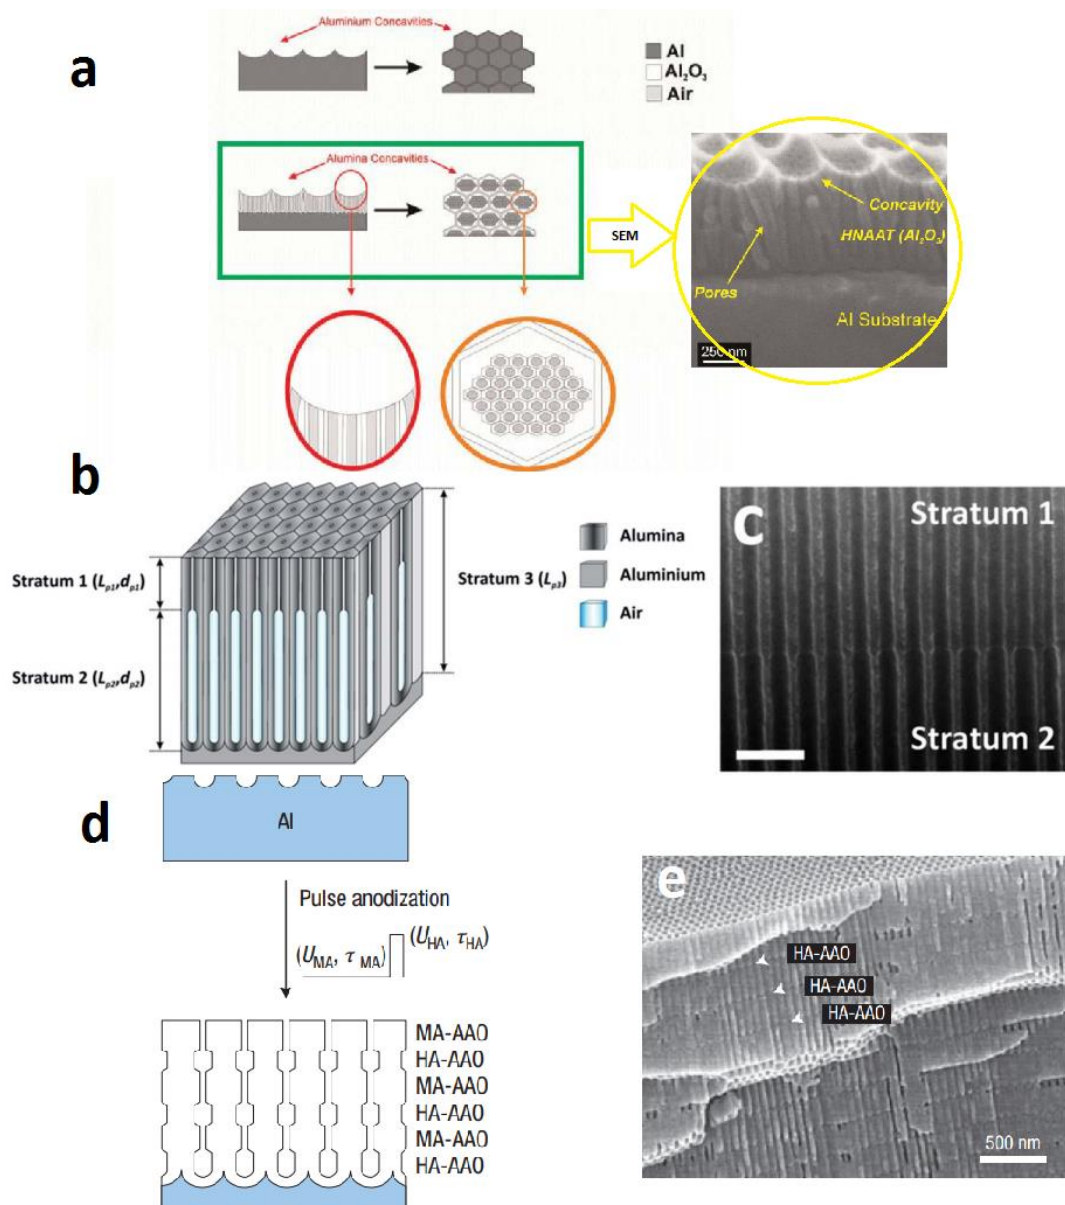 a
Aluminium Concavities
Al
Al₂O₃
Air
Alumina Concavities
SEM
Concavity
HNAAT (Al₂O₃)
Pores
Al Substrate
250 nm
b
Stratum 1 (Lp1,dp1)
Stratum 2 (Lp2,dp2)
Stratum 3 (Lp3)
Alumina
Aluminium
Air
c
Stratum 1
Stratum 2
d
Al
Pulse anodization
(UMA, τ MA)
(UHA, τHA)
MA-AAO
HA-AAO
MA-AAO
HA-AAO
MA-AAO
HA-AAO
e
HA-AAO
HA-AAO
HA-AAO
500 nm